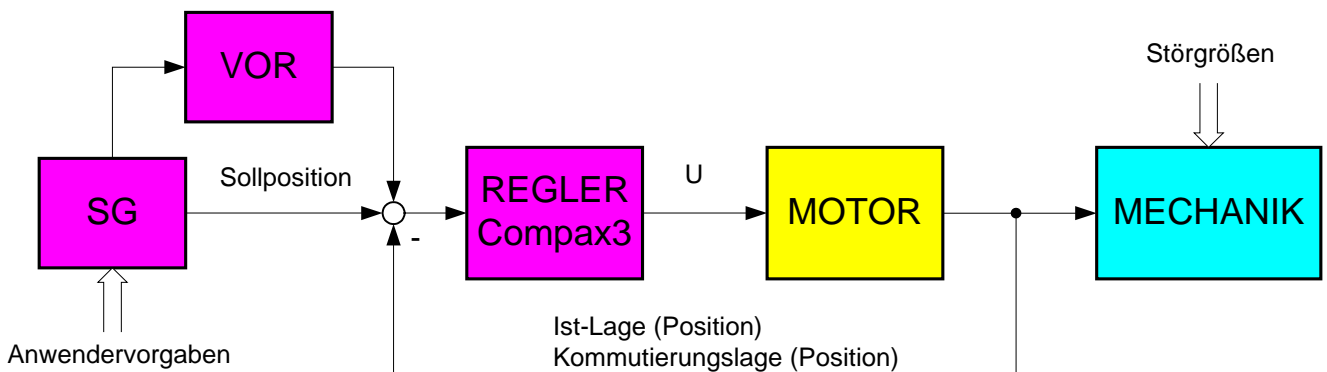 VOR
Störgrößen
Sollposition
U
SG
REGLER
Compax3
MOTOR
MECHANIK
-
Ist-Lage (Position)
Kommutierungslage (Position)
Anwendervorgaben